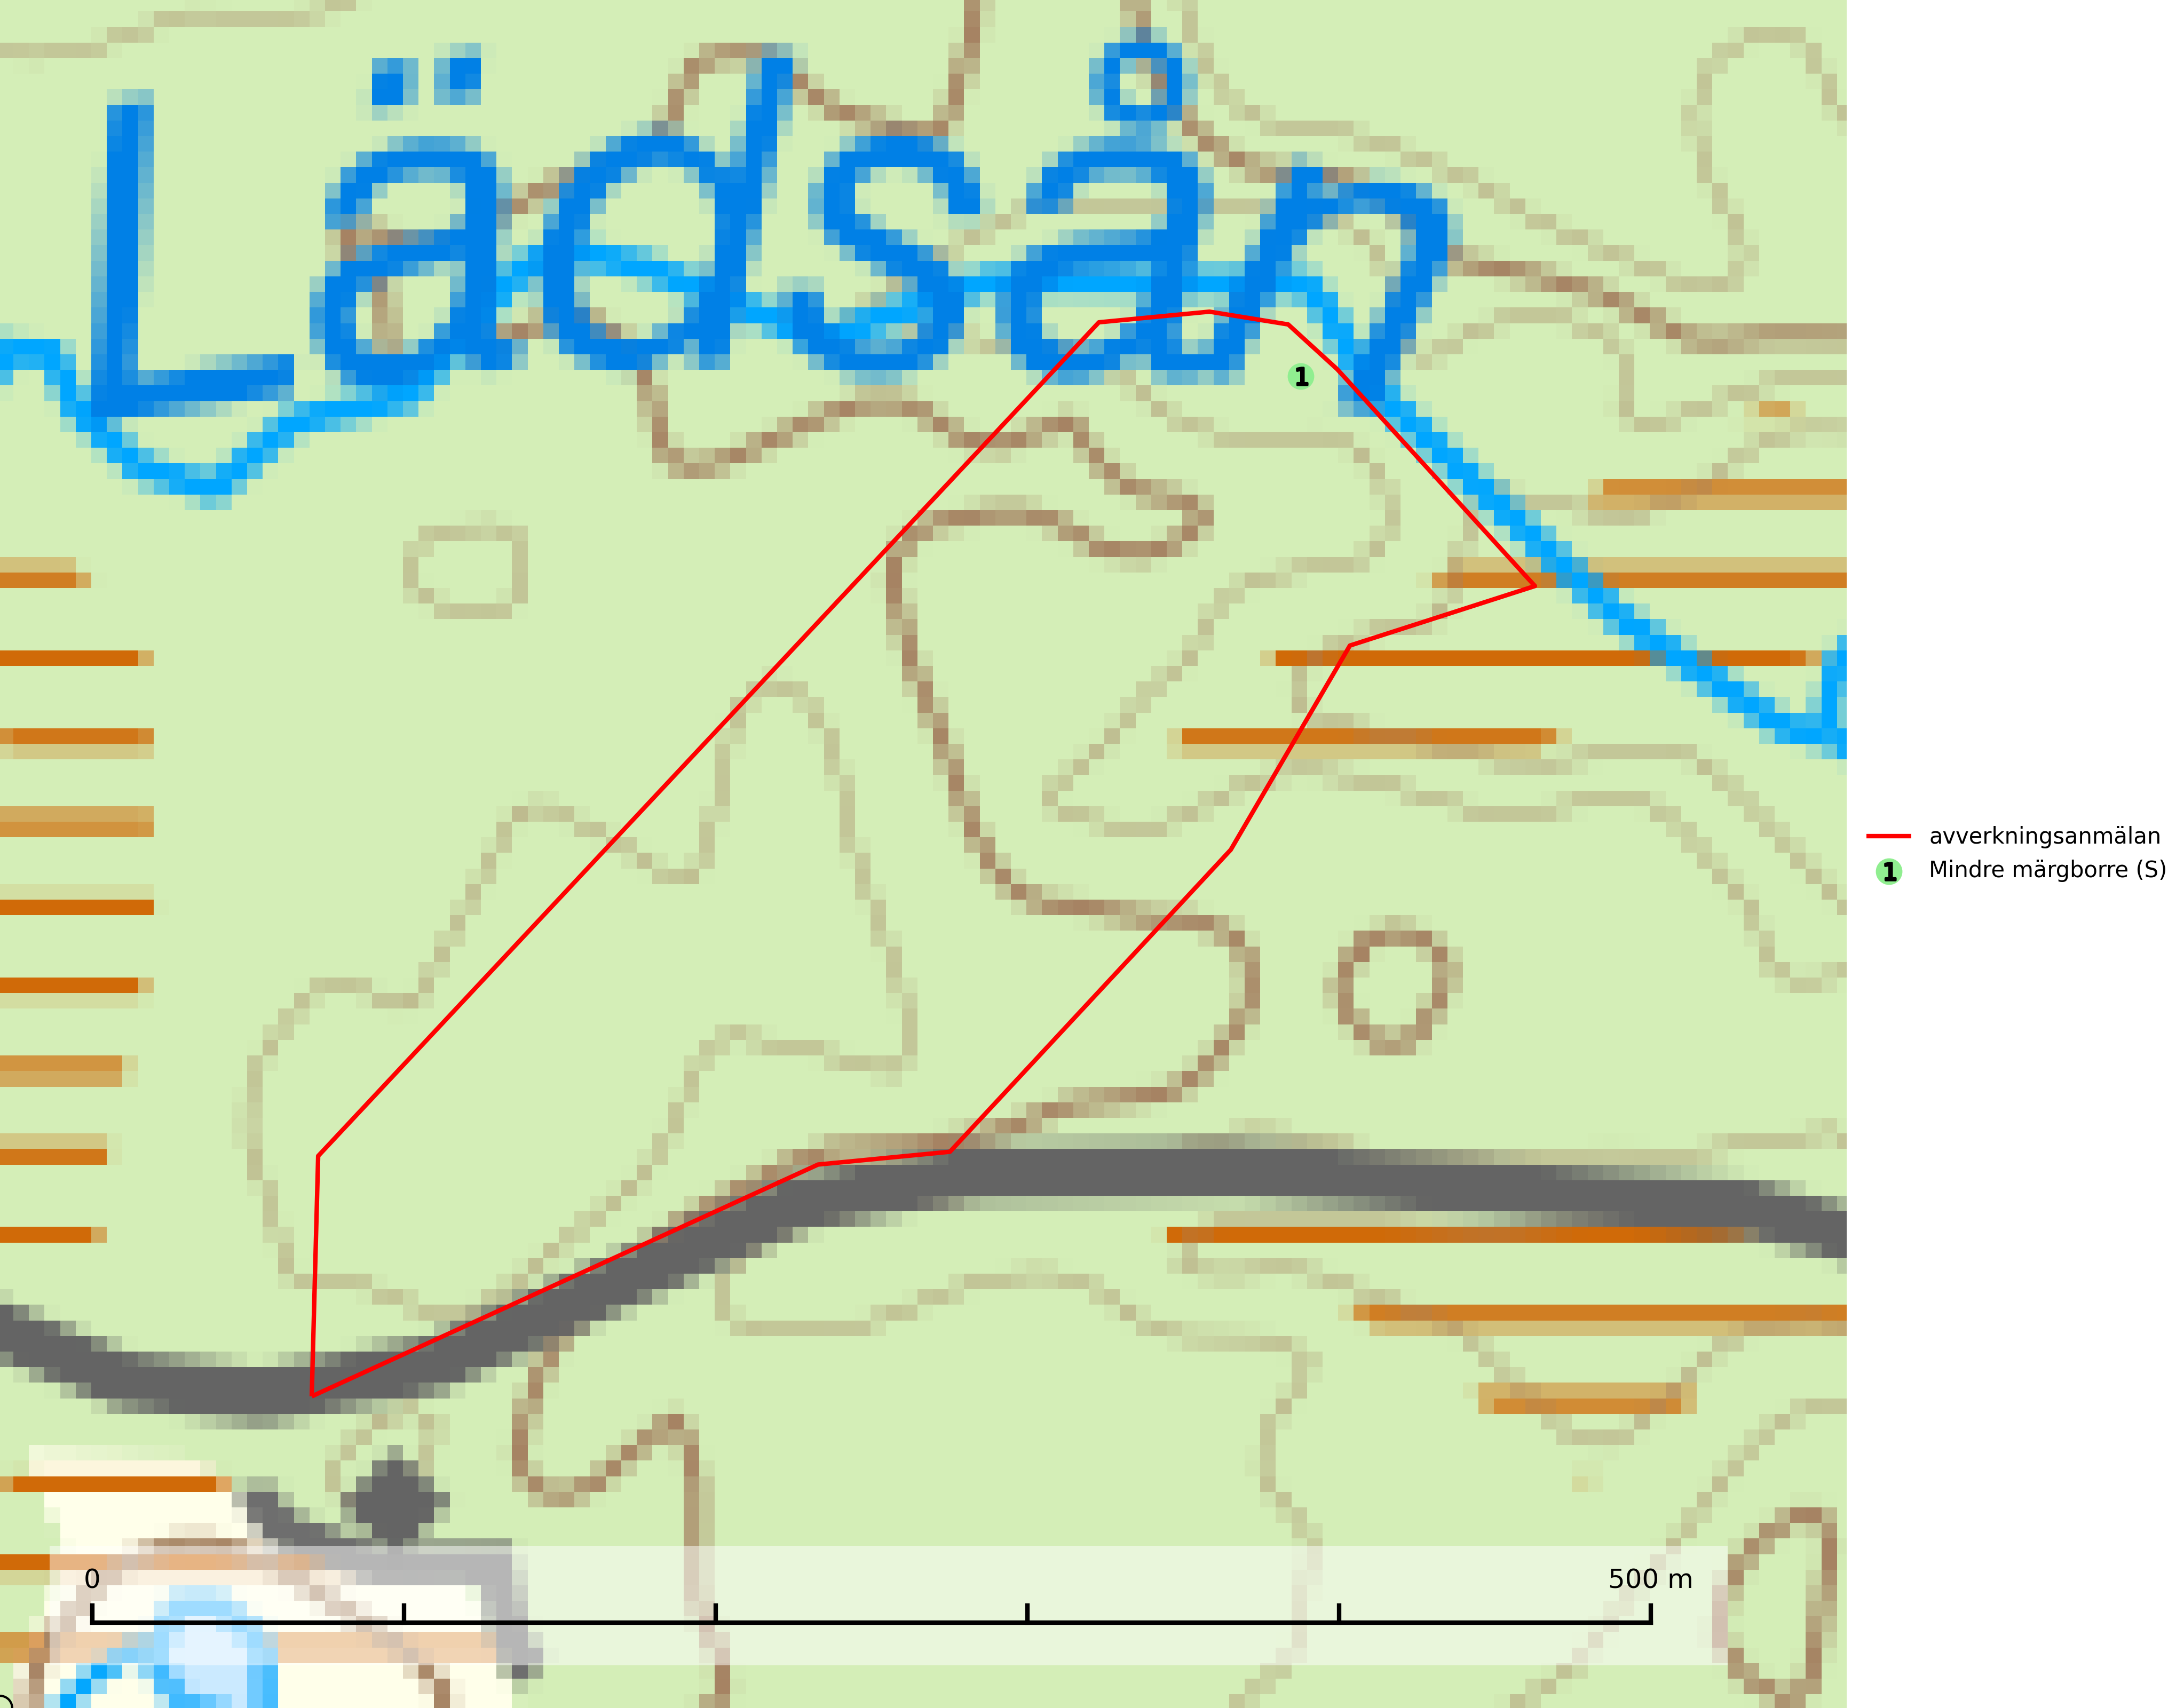 Lädsån
1
avverkningsanmälan
1 Mindre märgborre (S)
0 500 m